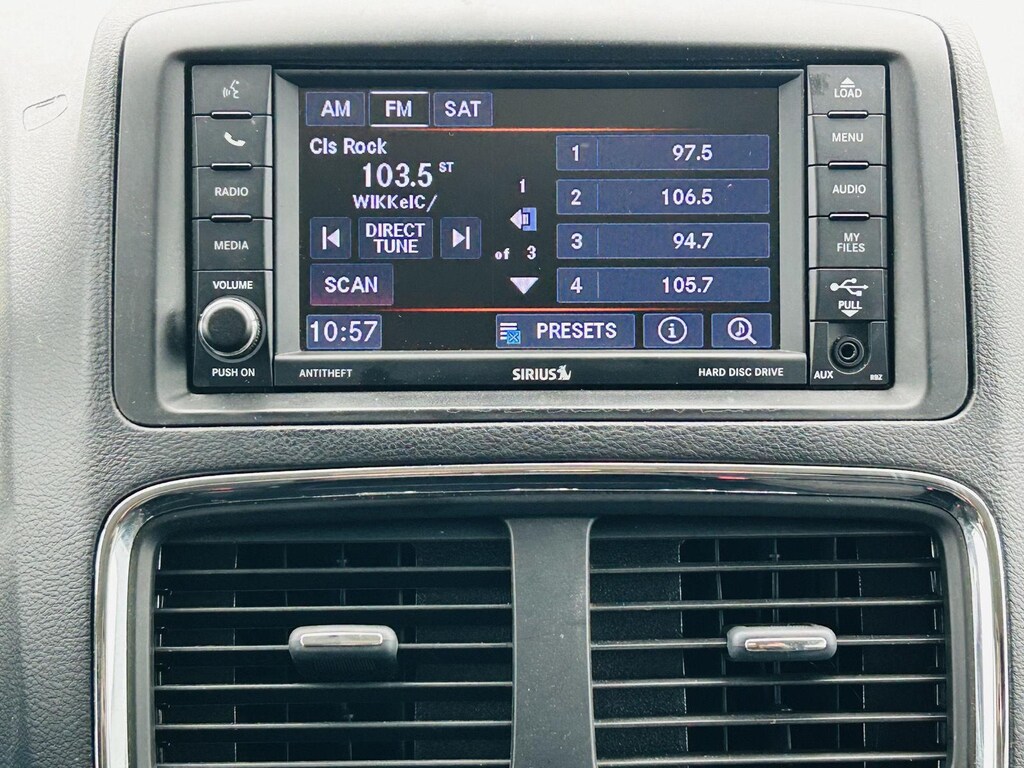 AM FM SAT
Cls Rock
103.5 ST
WIKKeIC/
DIRECT
TUNE
SCAN
10:57
1
of 3
1 97.5
2 106.5
3 94.7
4 105.7
PRESETS
i
RADIO
MEDIA
VOLUME
PUSH ON
LOAD
MENU
AUDIO
MY
FILES
PULL
AUX
RBZ
ANTITHEFT
SIRIUS
HARD DISC DRIVE